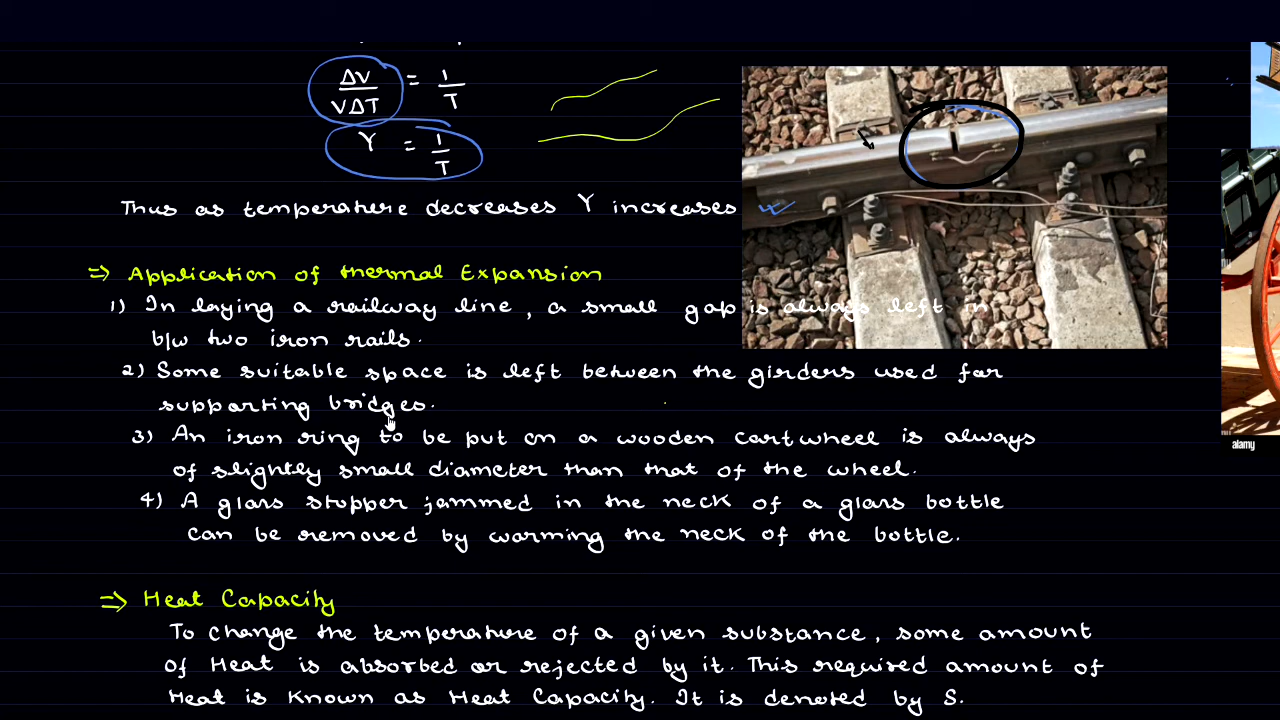 ΔV/VΔT = 1/T
γ = 1/T
Thus as temperature decreases γ increases
⇒ Application of thermal Expansion
1) In laying a railway line, a small gap is always left in
b/w two iron rails.
2) Some suitable space is left between the girders used for
supporting bridges.
3) An iron ring to be put on a wooden cartwheel is always
of slightly small diameter than that of the wheel.
4) A glass stopper jammed in the neck of a glass bottle
can be removed by warming the neck of the bottle.
⇒ Heat Capacity
To change the temperature of a given substance, some amount
of Heat is absorbed or rejected by it. This required amount of
Heat is known as Heat Capacity. It is denoted by S.
alamy